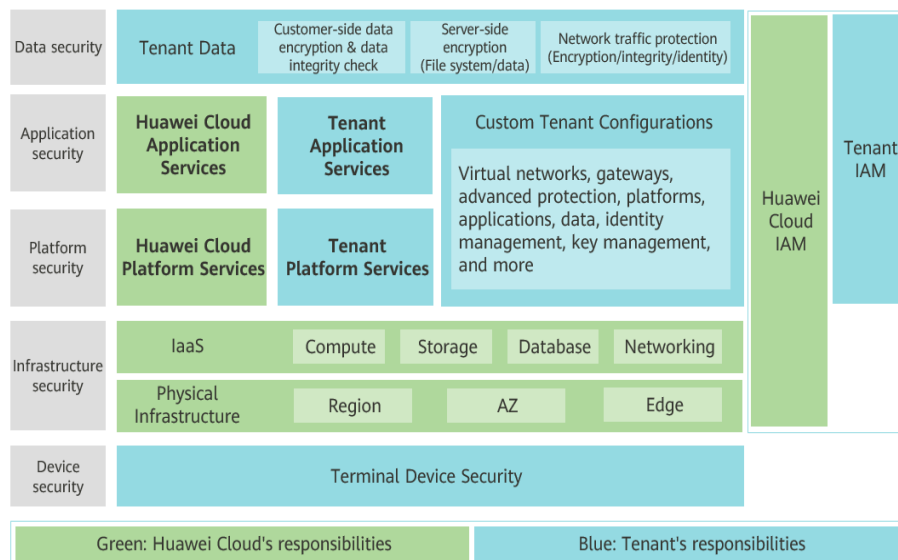 Data security
Tenant Data
Customer-side data
encryption & data
integrity check
Server-side
encryption
(File system/data)
Network traffic protection
(Encryption/integrity/identity)
Application
security
Huawei Cloud
Application
Services
Tenant
Application
Services
Custom Tenant Configurations
Virtual networks, gateways,
advanced protection, platforms,
applications, data, identity
management, key management,
and more
Platform
security
Huawei Cloud
Platform Services
Tenant
Platform Services
Huawei
Cloud
IAM
Tenant
IAM
Infrastructure
security
IaaS
Compute
Storage
Database
Networking
Physical
Infrastructure
Region
AZ
Edge
Device
security
Terminal Device Security
Green: Huawei Cloud's responsibilities
Blue: Tenant's responsibilities